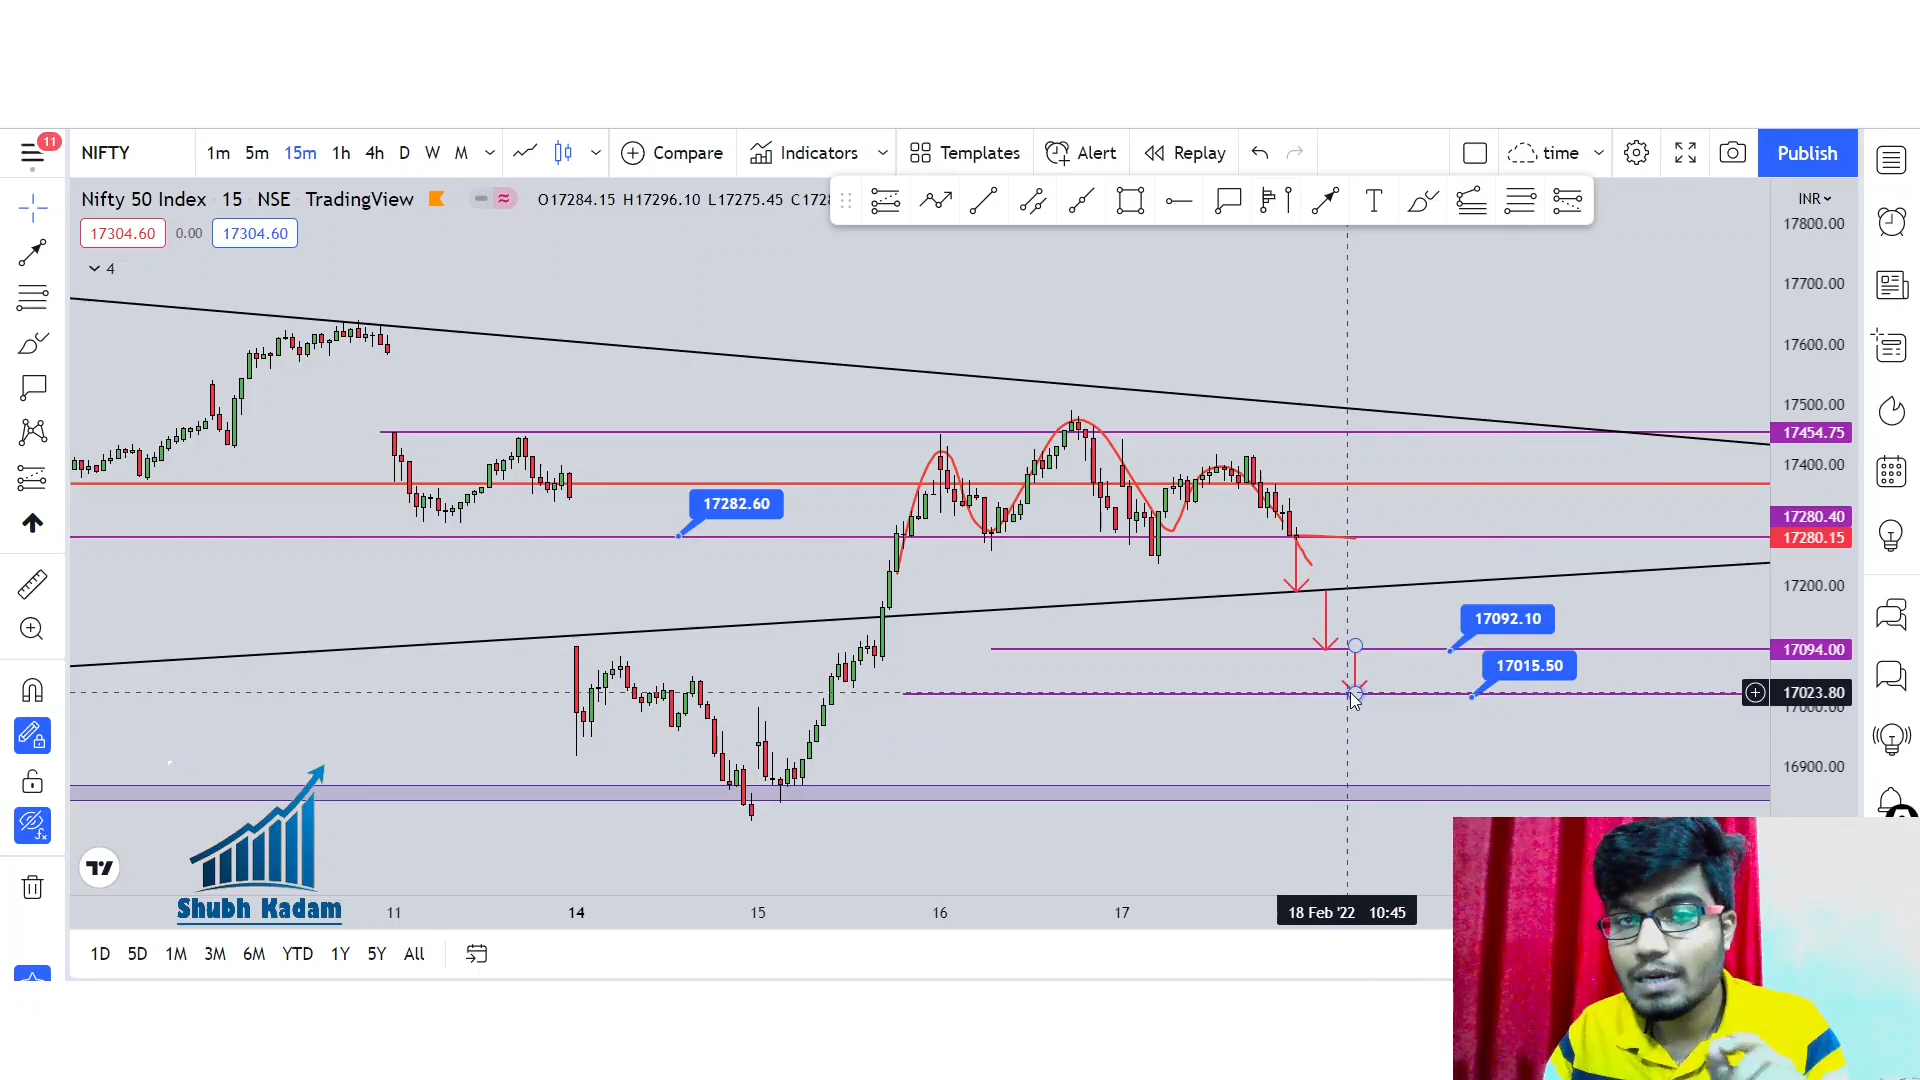 11
NIFTY
1m 5m 15m 1h 4h D W M
Compare
Indicators
Templates
Alert
Replay
time
Publish
Nifty 50 Index 15 NSE TradingView
O17284.15 H17296.10 L17275.45 C1728
INR
17304.60 0.00 17304.60
4
17800.00
17700.00
17600.00
17500.00
17454.75
17400.00
17282.60
17280.40
17280.15
17200.00
17092.10
17094.00
17015.50
17023.80
17000.00
16900.00
Shubh Kadam
11 14 15 16 17 18 Feb '22 10:45
1D 5D 1M 3M 6M YTD 1Y 5Y All